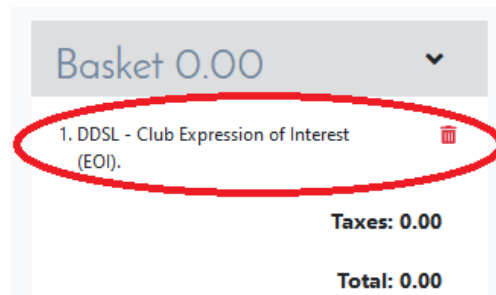 Basket 0.00
1. DDSL - Club Expression of Interest
(EOI).
Taxes: 0.00
Total: 0.00